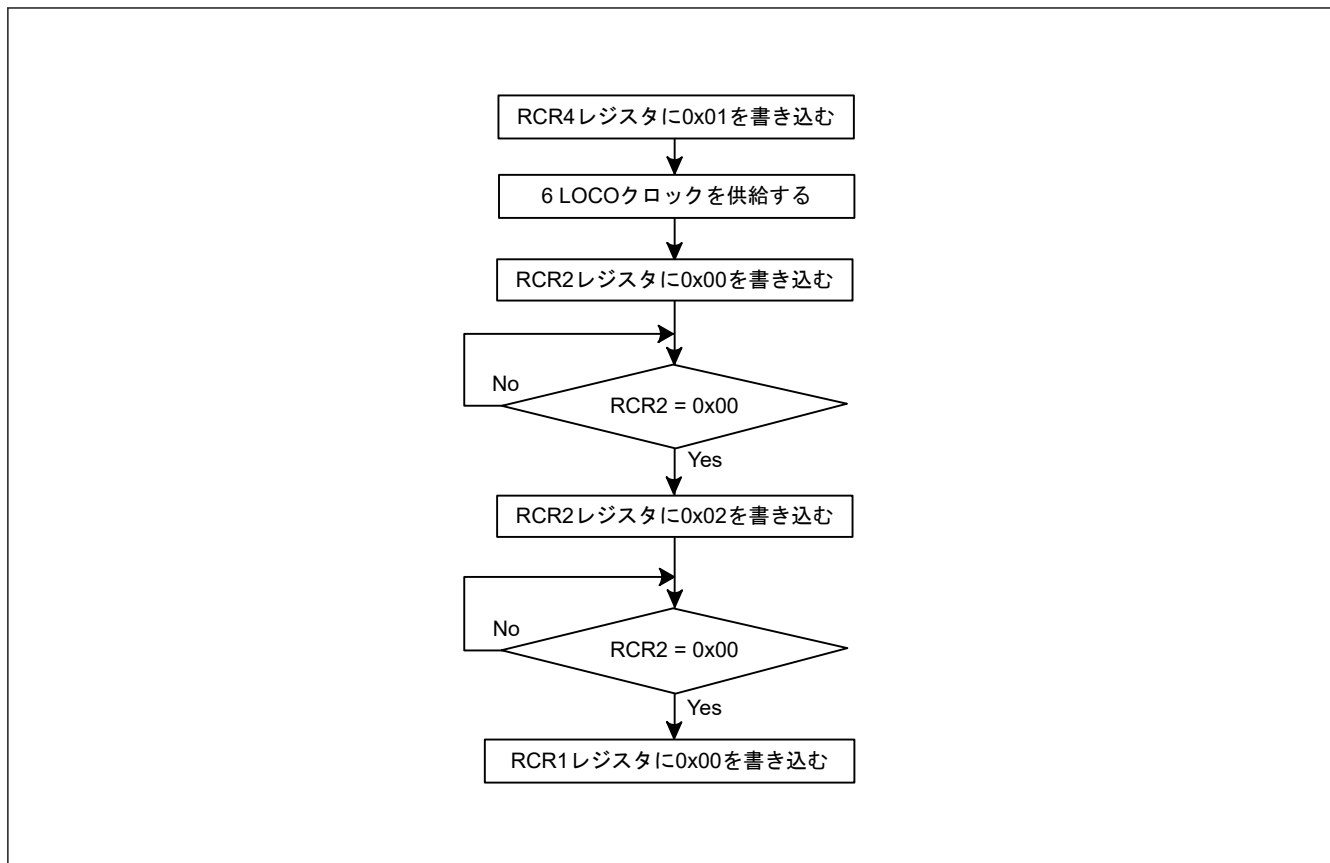 RCR4レジスタに0x01を書き込む
6 LOCOクロックを供給する
RCR2レジスタに0x00を書き込む
No
RCR2 = 0x00
Yes
RCR2レジスタに0x02を書き込む
No
RCR2 = 0x00
Yes
RCR1レジスタに0x00を書き込む